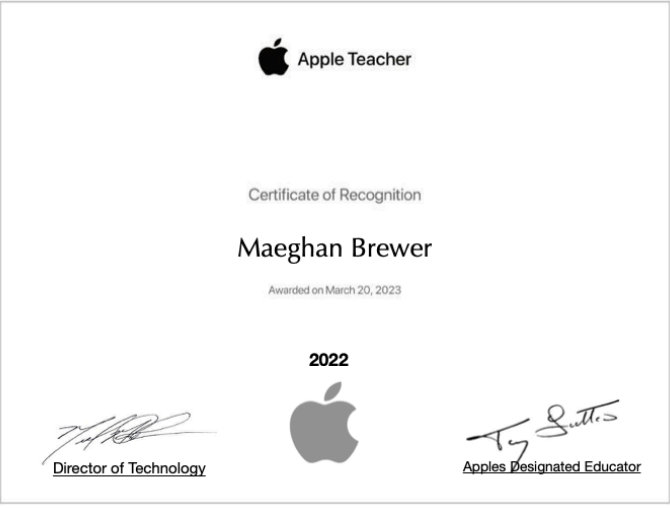 Apple Teacher
Certificate of Recognition
Maeghan Brewer
Awarded on March 20, 2023
2022
Director of Technology
Apples Designated Educator